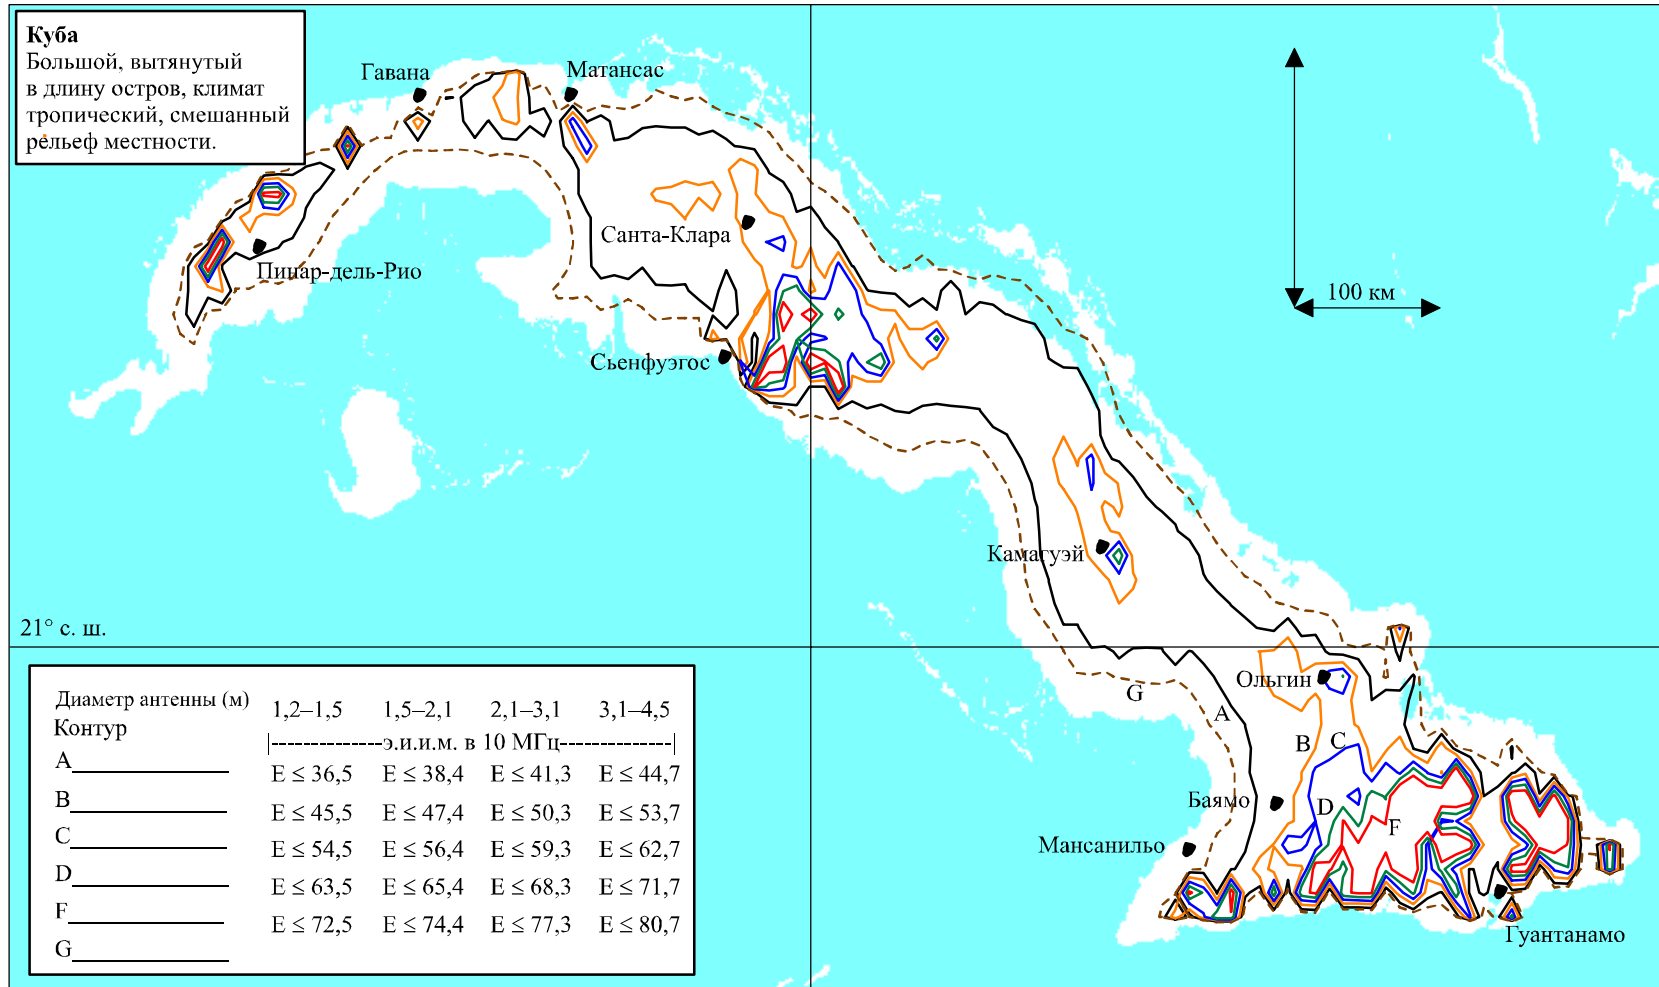 Куба
Большой, вытянутый
в длину остров, климат
тропический, смешанный
рельеф местности.
Гавана
Матансас
100 км
Санта-Клара
Пинар-дель-Рио
Сьенфуэгос
Камагуэй
21° с. ш.
Ольгин
G
A
B
C
Баямо
D
F
Мансанильо
Гуантанамо
Диаметр антенны (м) 1,2–1,5 1,5–2,1 2,1–3,1 3,1–4,5
Контур
|--------------–э.и.и.м. в 10 МГц–--------------|
A
E ≤ 36,5 E ≤ 38,4 E ≤ 41,3 E ≤ 44,7
B
E ≤ 45,5 E ≤ 47,4 E ≤ 50,3 E ≤ 53,7
C
E ≤ 54,5 E ≤ 56,4 E ≤ 59,3 E ≤ 62,7
D
E ≤ 63,5 E ≤ 65,4 E ≤ 68,3 E ≤ 71,7
F
E ≤ 72,5 E ≤ 74,4 E ≤ 77,3 E ≤ 80,7
G